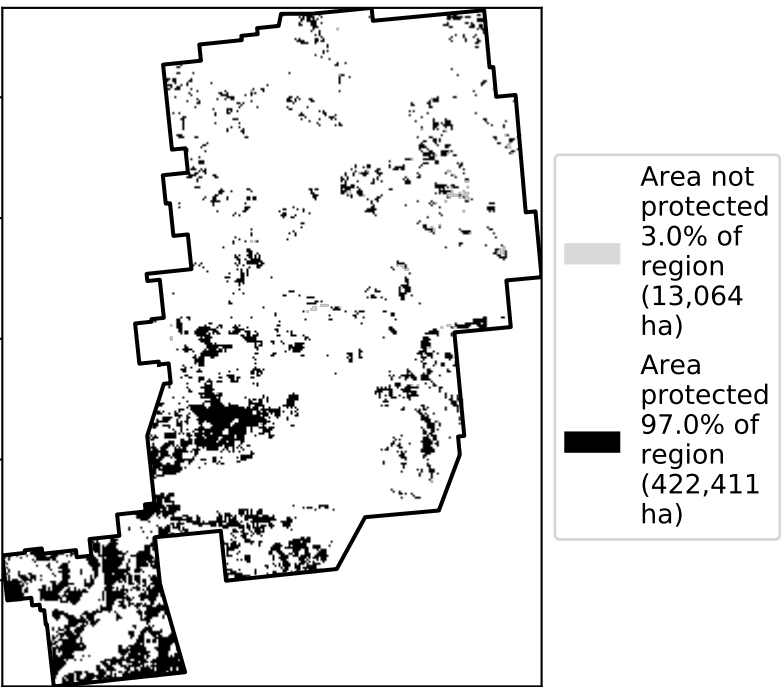 Area not
protected
3.0% of
region
(13,064
ha)
Area
protected
97.0% of
region
(422,411
ha)